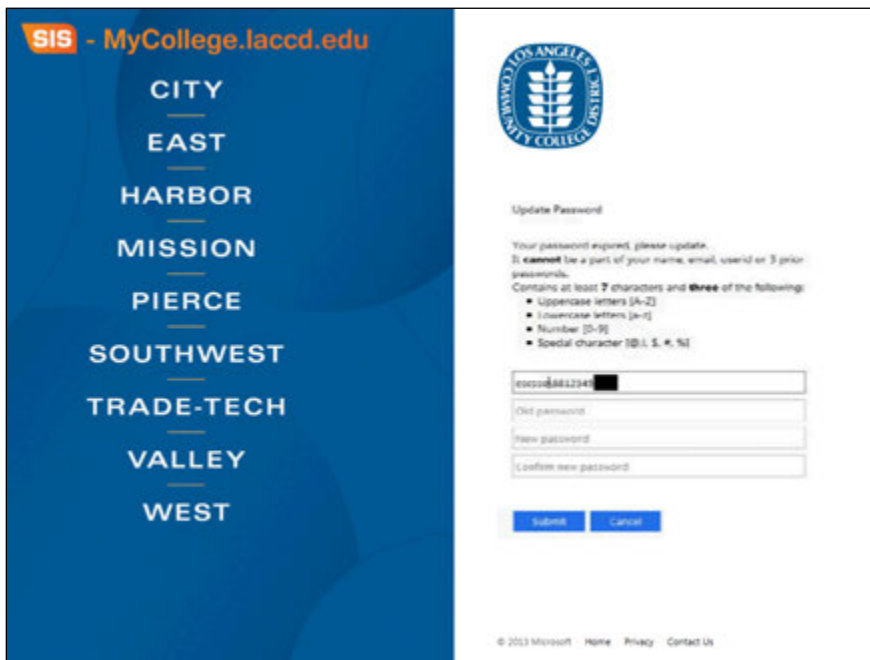 SIS - MyCollege.laccd.edu
CITY
EAST
HARBOR
MISSION
PIERCE
SOUTHWEST
TRADE-TECH
VALLEY
WEST
LOS ANGELES COMMUNITY COLLEGE DISTRICT
Update Password
Your password expired, please update.
It cannot be a part of your name, email, userid or 3 prior
passwords.
Contains at least 7 characters and three of the following:
Uppercase letters [A-Z]
Lowercase letters [a-z]
Number [0-9]
Special character
Old password
New password
Confirm new password
Submit Cancel
© 2013 Microsoft Home Privacy Contact Us